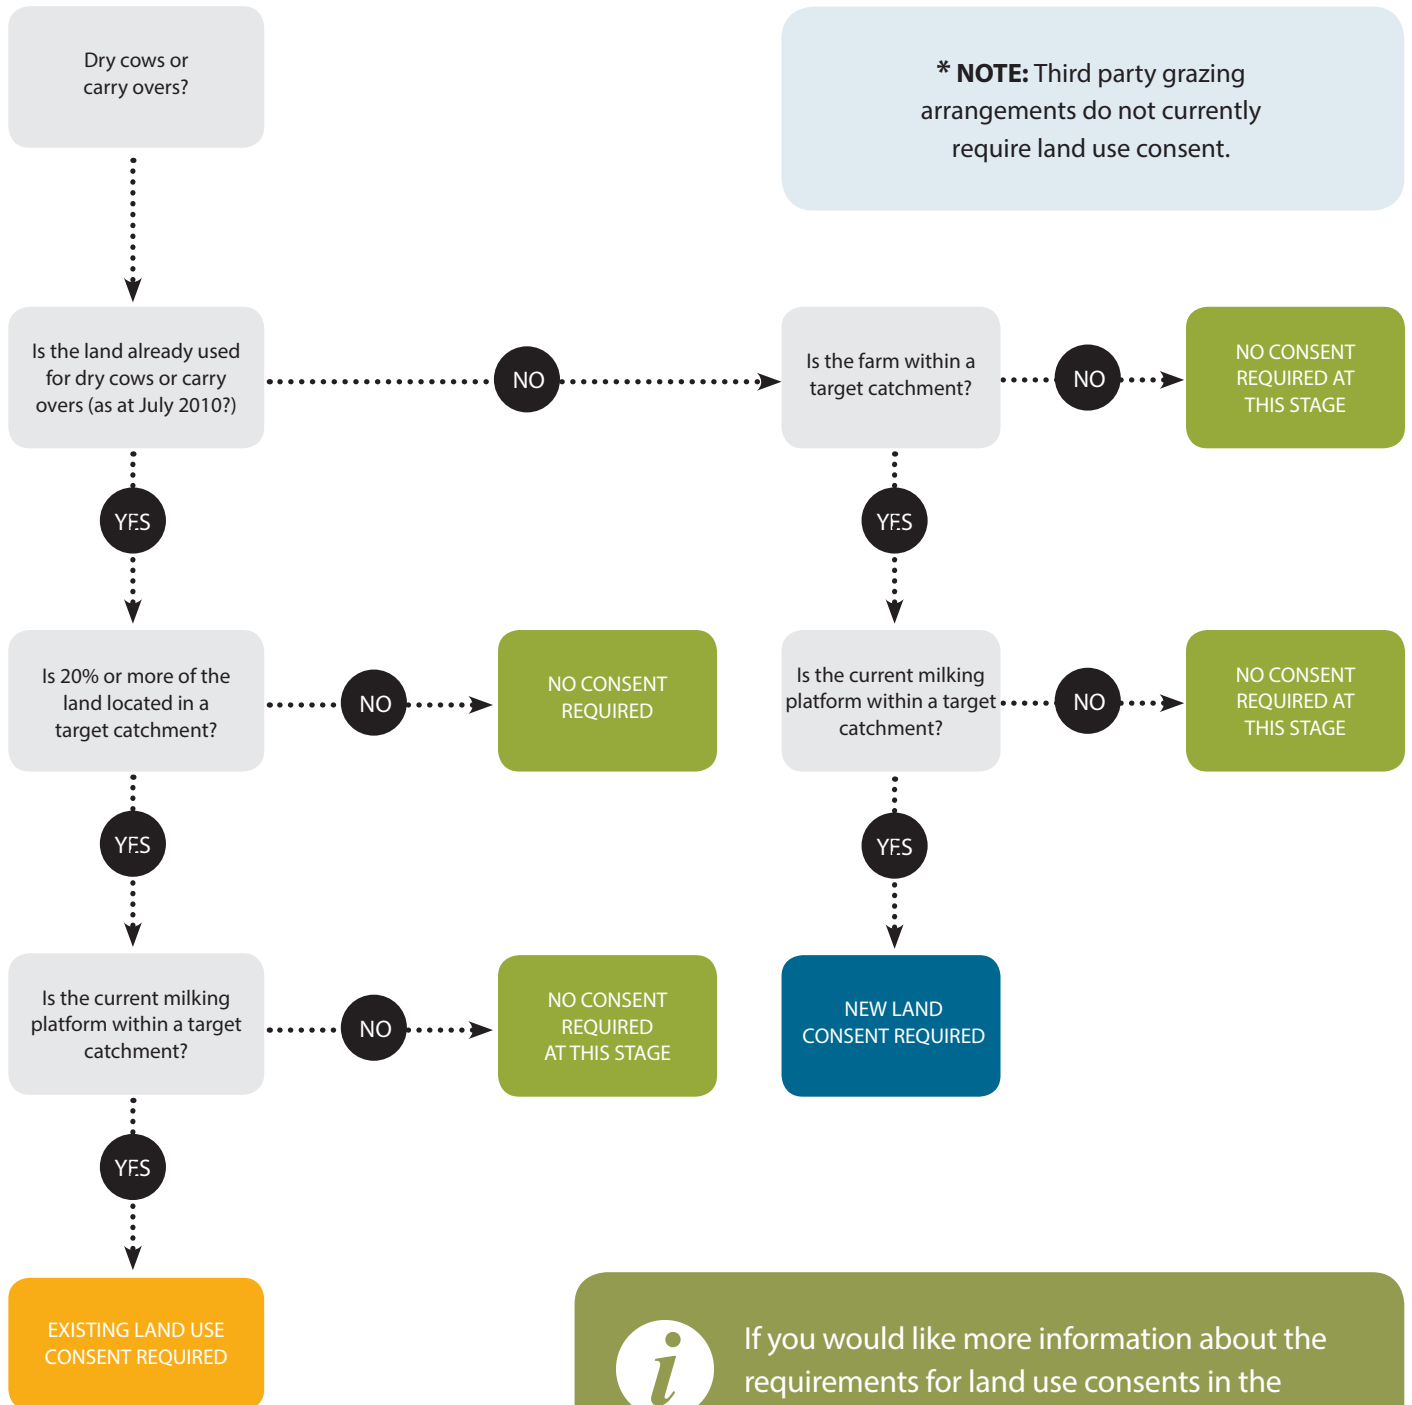 Dry cows or
carry overs?
* NOTE: Third party grazing
arrangements do not currently
require land use consent.
Is the land already used
for dry cows or carry
overs (as at July 2010?)
NO
Is the farm within a
target catchment?
NO
NO CONSENT
REQUIRED AT
THIS STAGE
YES
YES
Is 20% or more of the
land located in a
target catchment?
NO
NO CONSENT
REQUIRED
Is the current milking
platform within a target
catchment?
NO
NO CONSENT
REQUIRED AT
THIS STAGE
YES
YES
Is the current milking
platform within a target
catchment?
NO
NO CONSENT
REQUIRED
AT THIS STAGE
NEW LAND
CONSENT REQUIRED
YES
EXISTING LAND USE
CONSENT REQUIRED
i
If you would like more information about the
requirements for land use consents in the